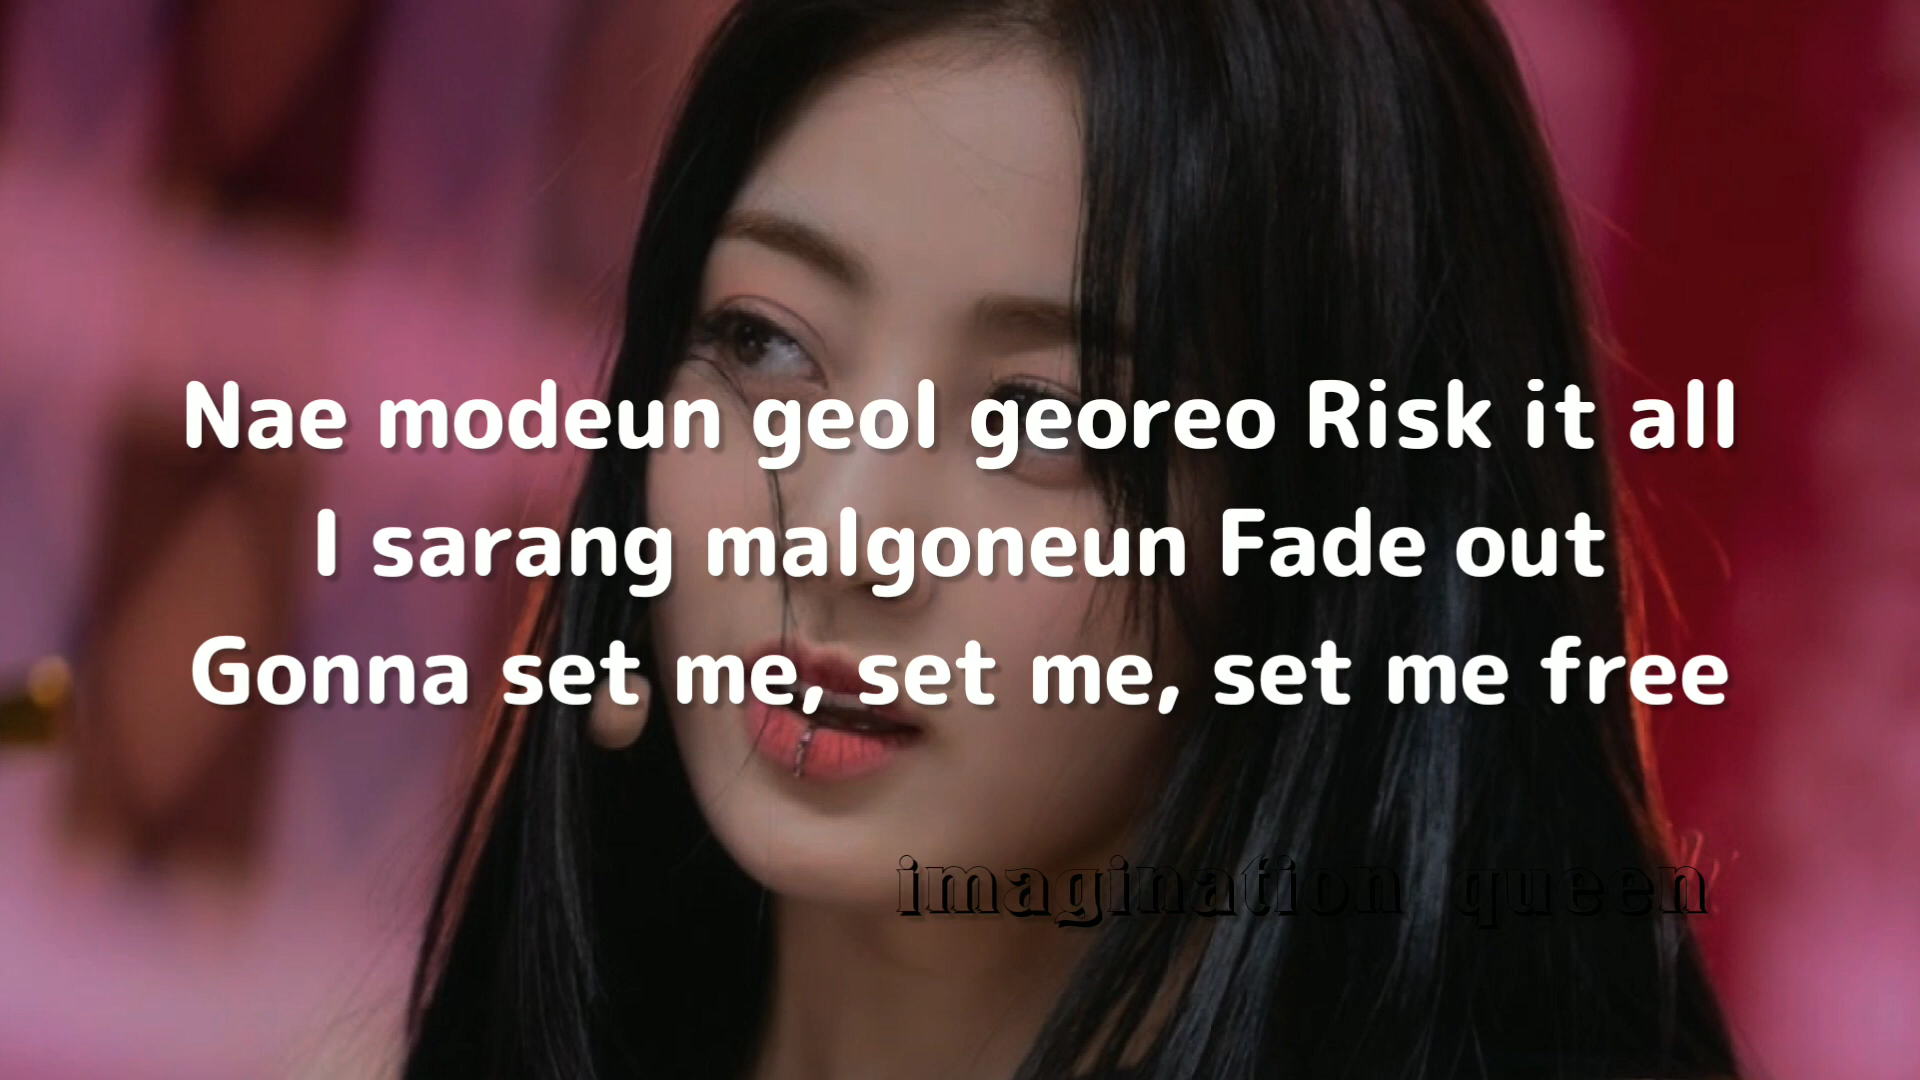 Nae modeun geol georeo Risk it all
I sarang malgoneun Fade out
Gonna set me, set me, set me free
imagination queen